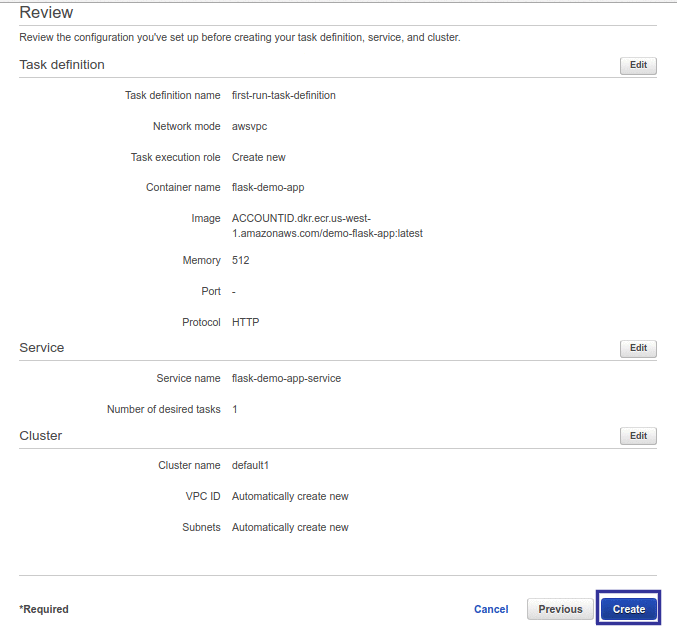 Review
Review the configuration you've set up before creating your task definition, service, and cluster.
Task definition Edit
Task definition name first-run-task-definition
Network mode awsvpc
Task execution role Create new
Container name flask-demo-app
Image ACCOUNTID.dkr.ecr.us-west-
1.amazonaws.com/demo-flask-app:latest
Memory 512
Port -
Protocol HTTP
Service Edit
Service name flask-demo-app-service
Number of desired tasks 1
Cluster Edit
Cluster name default1
VPC ID Automatically create new
Subnets Automatically create new
*Required Cancel Previous Create